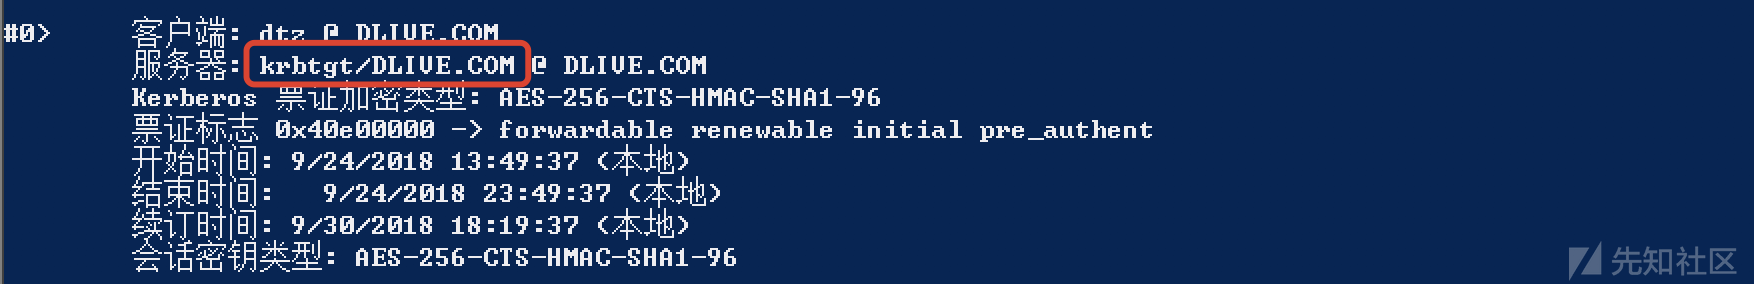 #0>     客户端: dtz @ DLIVE.COM
服务器: krbtgt/DLIVE.COM @ DLIVE.COM
Kerberos 票证加密类型: AES-256-CTS-HMAC-SHA1-96
票证标志 0x40e00000 -> forwardable renewable initial pre_authent
开始时间: 9/24/2018 13:49:37 (本地)
结束时间:   9/24/2018 23:49:37 (本地)
续订时间: 9/30/2018 18:19:37 (本地)
会话密钥类型: AES-256-CTS-HMAC-SHA1-96
先知社区